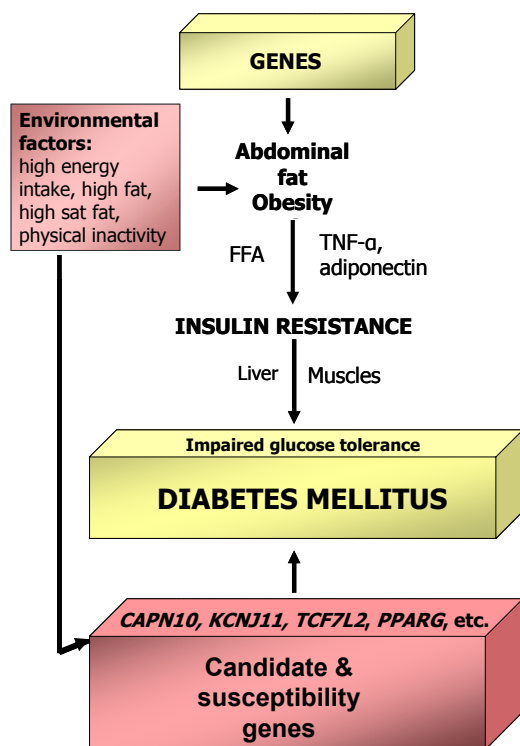 GENES
Environmental
factors:
high energy
intake, high fat,
high sat fat,
physical inactivity
Abdominal
fat
Obesity
FFA
TNF-α,
adiponectin
INSULIN RESISTANCE
Liver
Muscles
Impaired glucose tolerance
DIABETES MELLITUS
CAPN10, KCNJ11, TCF7L2, PPARG, etc.
Candidate &
susceptibility
genes